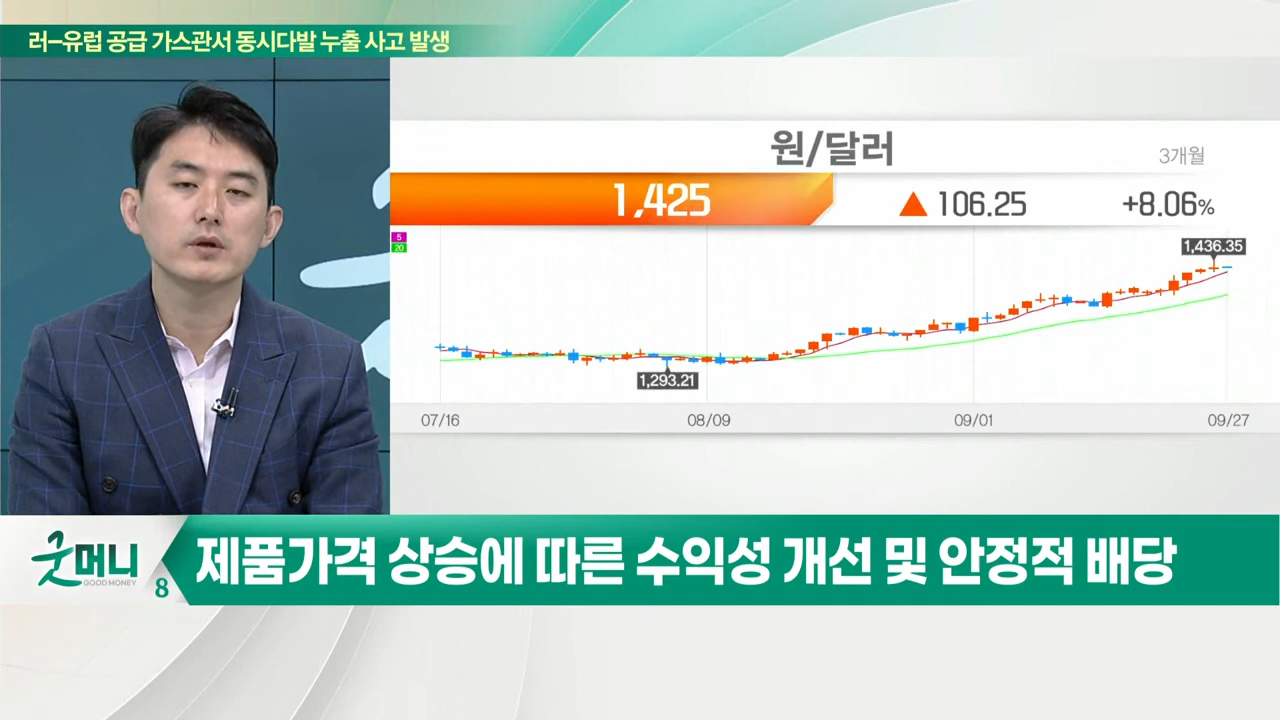 러-유럽 공급 가스관서 동시다발 누출 사고 발생
원/달러
3개월
1,425
▲ 106.25
+8.06%
5
20
1,436.35
1,293.21
07/16
08/09
09/01
09/27
굿머니
GOOD MONEY
8
제품가격 상승에 따른 수익성 개선 및 안정적 배당